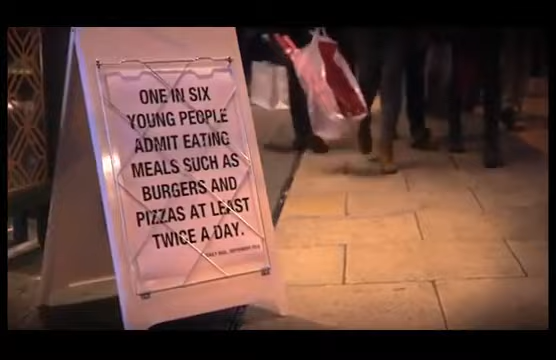 ONE IN SIX
YOUNG PEOPLE
ADMIT EATING
MEALS SUCH AS
BURGERS AND
PIZZAS AT LEAST
TWICE A DAY.